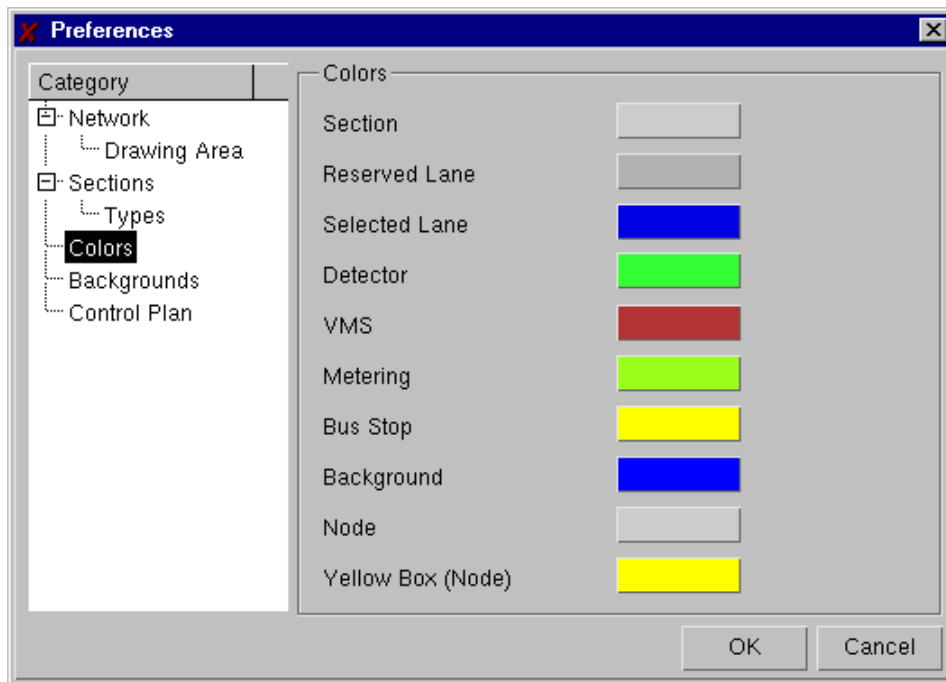 Preferences
Category
Network
Drawing Area
Sections
Types
Colors
Backgrounds
Control Plan
Colors
Section
Reserved Lane
Selected Lane
Detector
VMS
Metering
Bus Stop
Background
Node
Yellow Box (Node)
OK Cancel